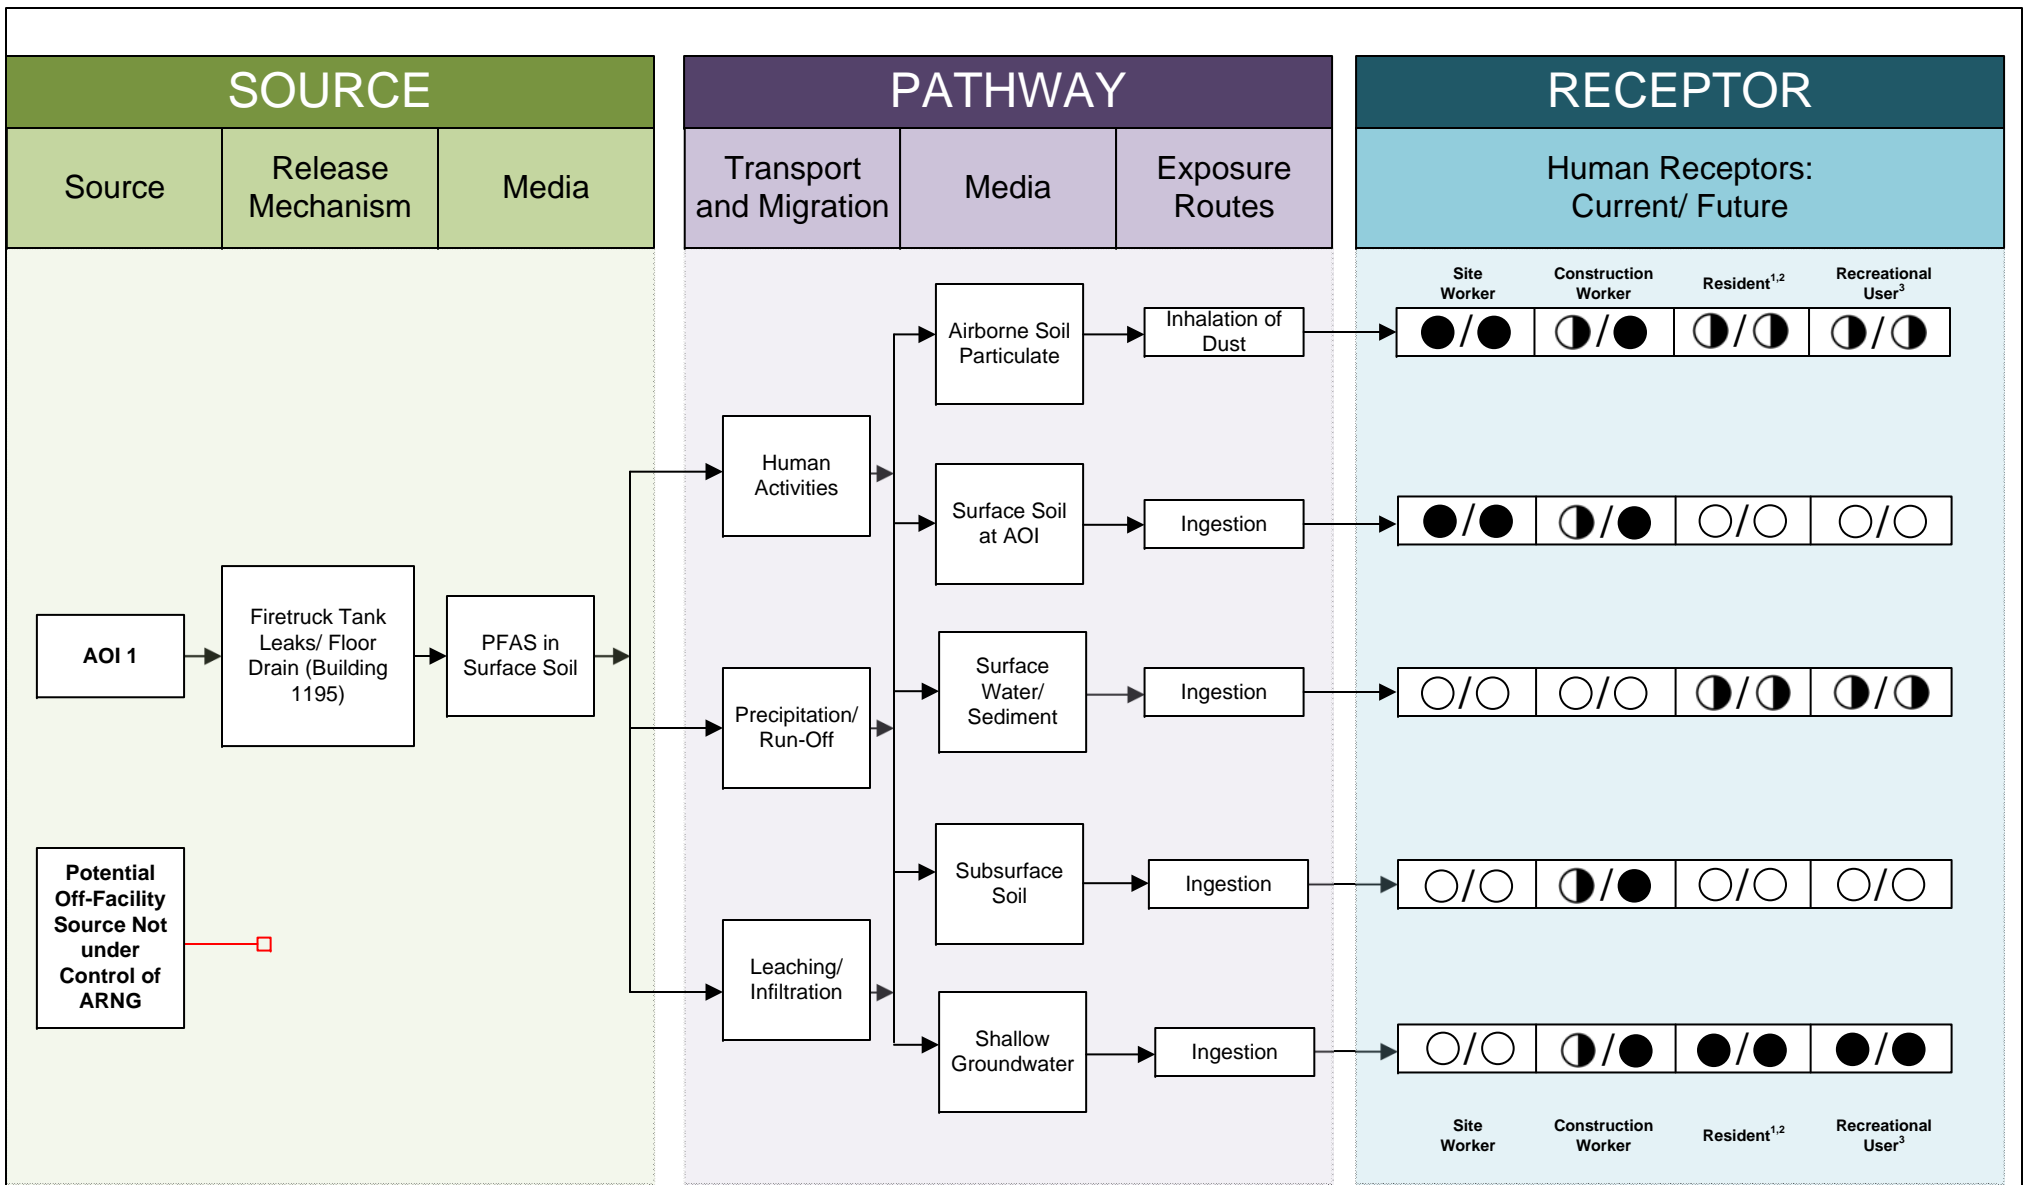 SOURCE
PATHWAY
RECEPTOR
Source
Release
Mechanism
Media
Transport
and Migration
Media
Exposure
Routes
Human Receptors:
Current/ Future
Site
Worker
Construction
Worker
Resident1,2
Recreational
User3
Airborne Soil
Particulate
Inhalation of
Dust
/
/
/
/
Human
Activities
Surface Soil
at AOI
Ingestion
/
/
/
/
AOI 1
Firetruck Tank
Leaks/ Floor
Drain (Building
1195)
PFAS in
Surface Soil
Precipitation/
Run-Off
Surface
Water/
Sediment
Ingestion
/
/
/
/
Potential
Off-Facility
Source Not
under
Control of
ARNG
Subsurface
Soil
Ingestion
/
/
/
/
Leaching/
Infiltration
Shallow
Groundwater
Ingestion
/
/
/
/
Site
Worker
Construction
Worker
Resident1,2
Recreational
User3